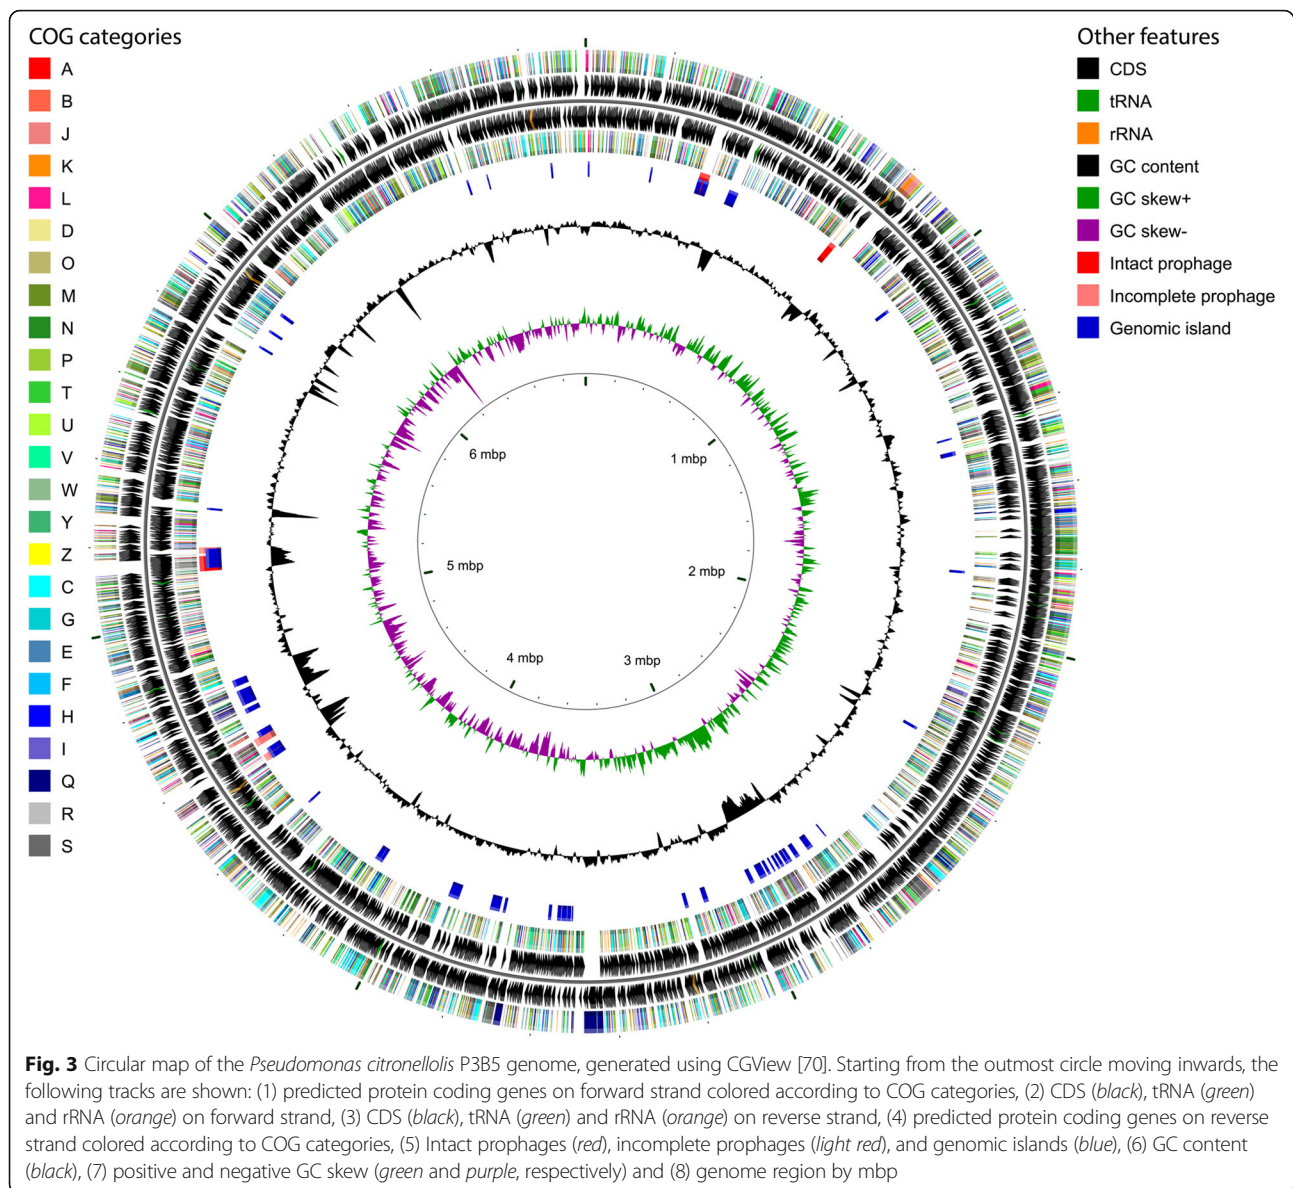 COG categories
A
B
J
K
L
D
O
M
N
P
T
U
V
W
Y
Z
C
G
E
F
H
I
Q
R
S
Other features
CDS
tRNA
rRNA
GC content
GC skew+
GC skew-
Intact prophage
Incomplete prophage
Genomic island
6 mbp
1 mbp
5 mbp
2 mbp
4 mbp
3 mbp
Fig. 3 Circular map of the Pseudomonas citronellolis P3B5 genome, generated using CGView [70]. Starting from the outmost circle moving inwards, the
following tracks are shown: (1) predicted protein coding genes on forward strand colored according to COG categories, (2) CDS (black), tRNA (green)
and rRNA (orange) on forward strand, (3) CDS (black), tRNA (green) and rRNA (orange) on reverse strand, (4) predicted protein coding genes on reverse
strand colored according to COG categories, (5) Intact prophages (red), incomplete prophages (light red), and genomic islands (blue), (6) GC content
(black), (7) positive and negative GC skew (green and purple, respectively) and (8) genome region by mbp